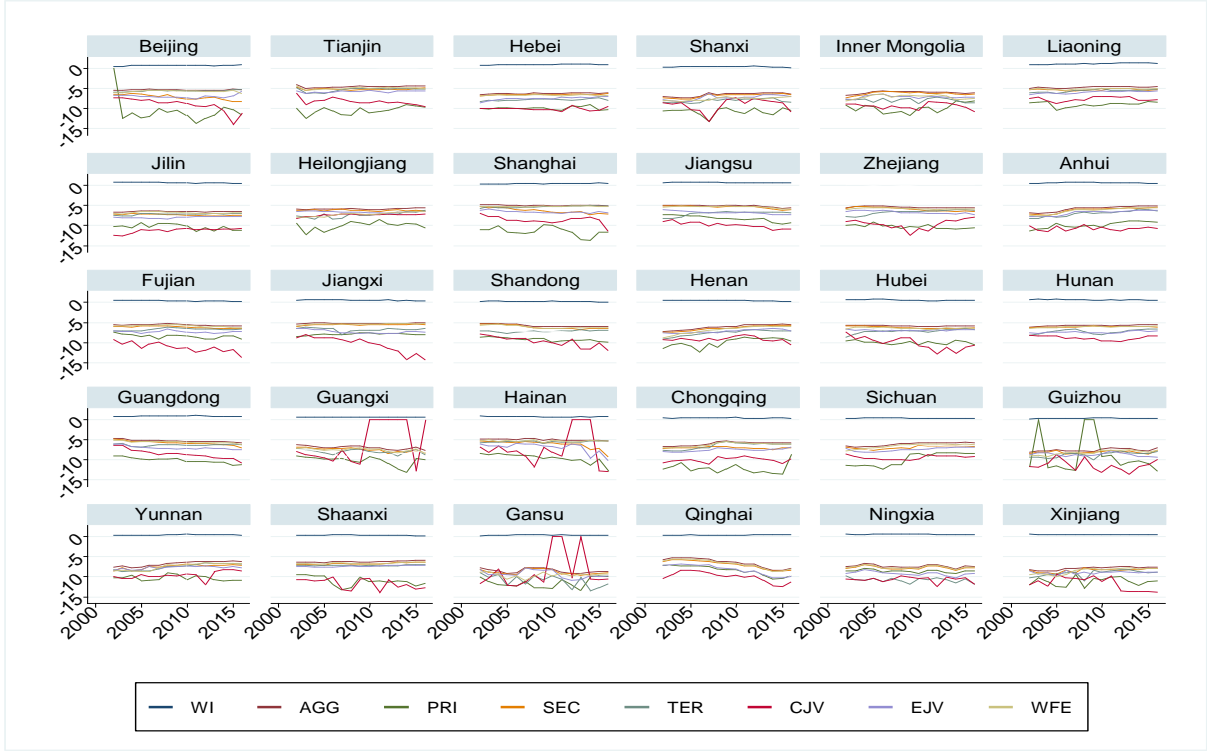 Beijing Tianjin Hebei Shanxi Inner Mongolia Liaoning
0
-5
-10
-15
Jilin Heilongjiang Shanghai Jiangsu Zhejiang Anhui
0
-5
-10
-15
Fujian Jiangxi Shandong Henan Hubei Hunan
0
-5
-10
-15
Guangdong Guangxi Hainan Chongqing Sichuan Guizhou
0
-5
-10
-15
Yunnan Shaanxi Gansu Qinghai Ningxia Xinjiang
0
-5
-10
-15
2000 2005 2010 2015 2000 2005 2010 2015 2000 2005 2010 2015 2000 2005 2010 2015 2000 2005 2010 2015 2000 2005 2010 2015
WI AGG PRI SEC TER CJV EJV WFE